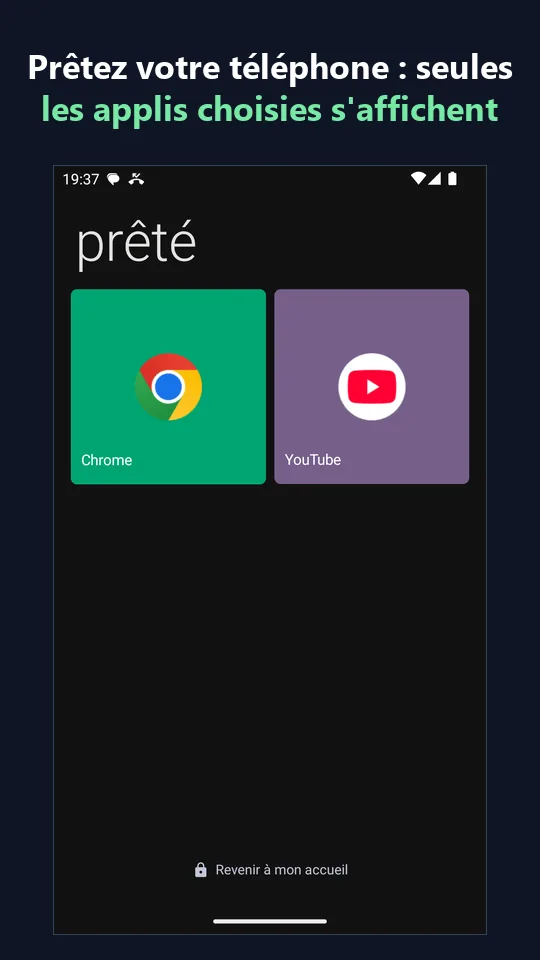 Prêtez votre téléphone : seules
les applis choisies s'affichent
19:37
prêté
Chrome
YouTube
Revenir à mon accueil